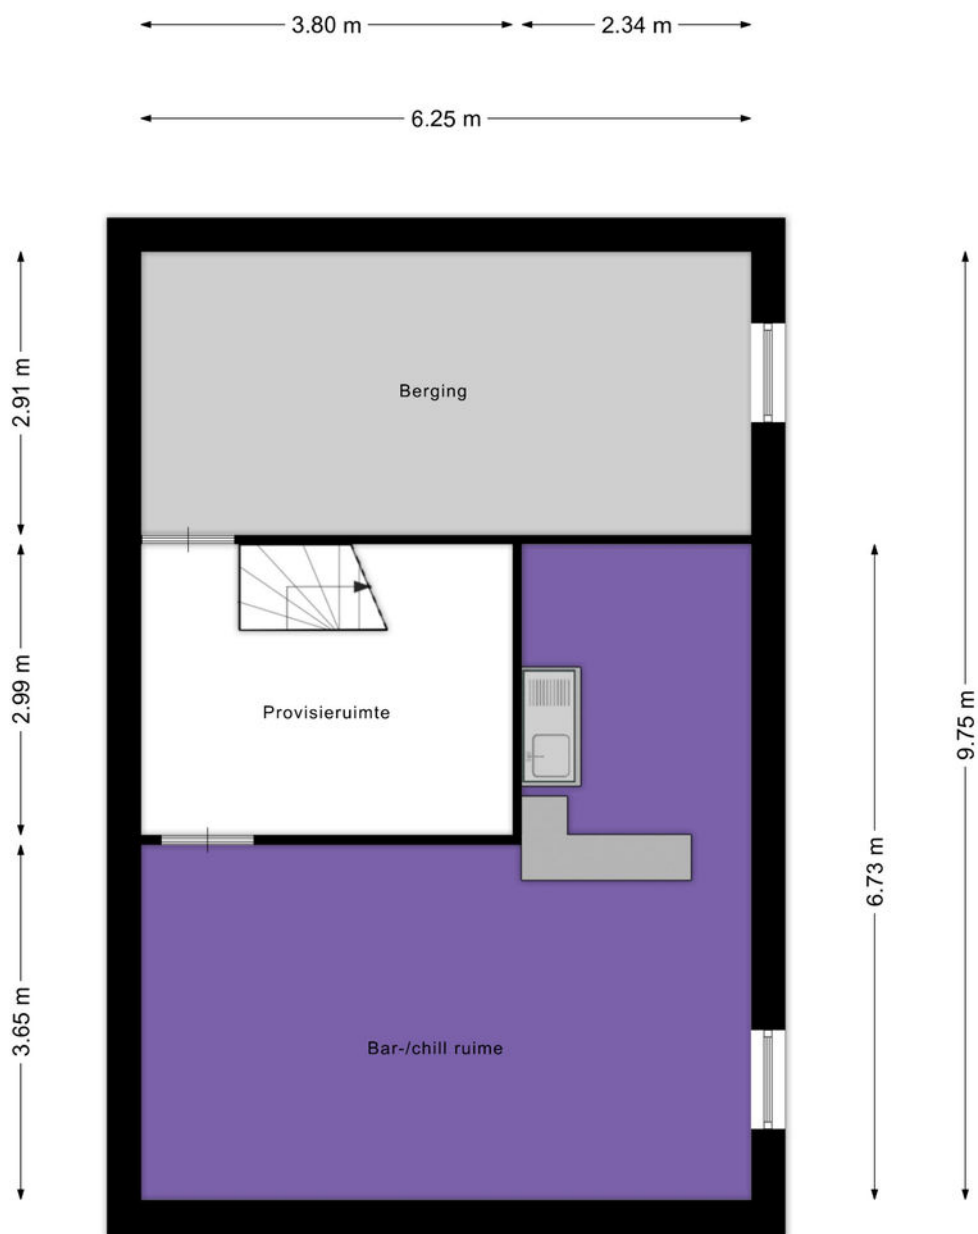 3.80 m
2.34 m
6.25 m
2.91 m
Berging
2.99 m
Provisieruimte
9.75 m
6.73 m
3.65 m
Bar-/chill ruime